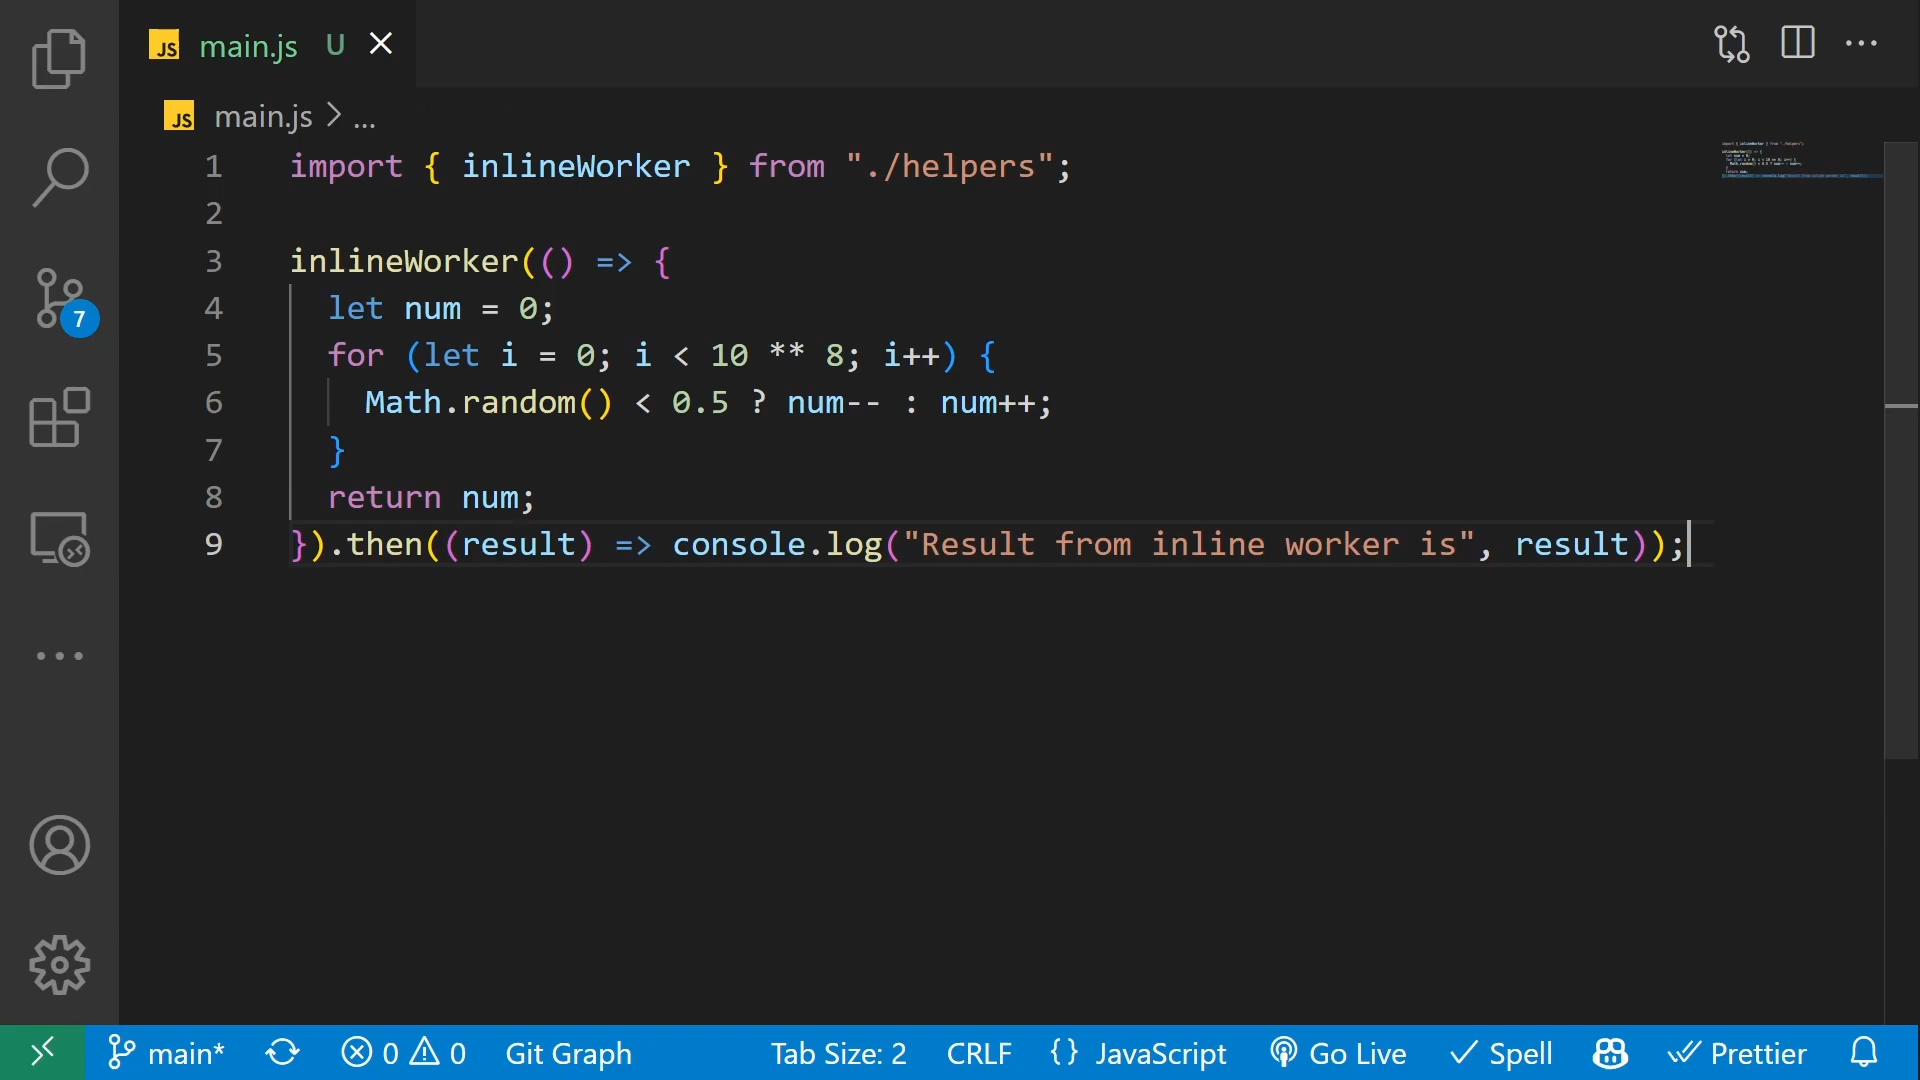 JS main.js U
JS main.js > ...
1 import { inlineWorker } from "./helpers";
2
3 inlineWorker(() => {
4   let num = 0;
5   for (let i = 0; i < 10 ** 8; i++) {
6     Math.random() < 0.5 ? num-- : num++;
7   }
8   return num;
9 }).then((result) => console.log("Result from inline worker is", result));
7
main* 0 0 Git Graph Tab Size: 2 CRLF {} JavaScript Go Live Spell Prettier